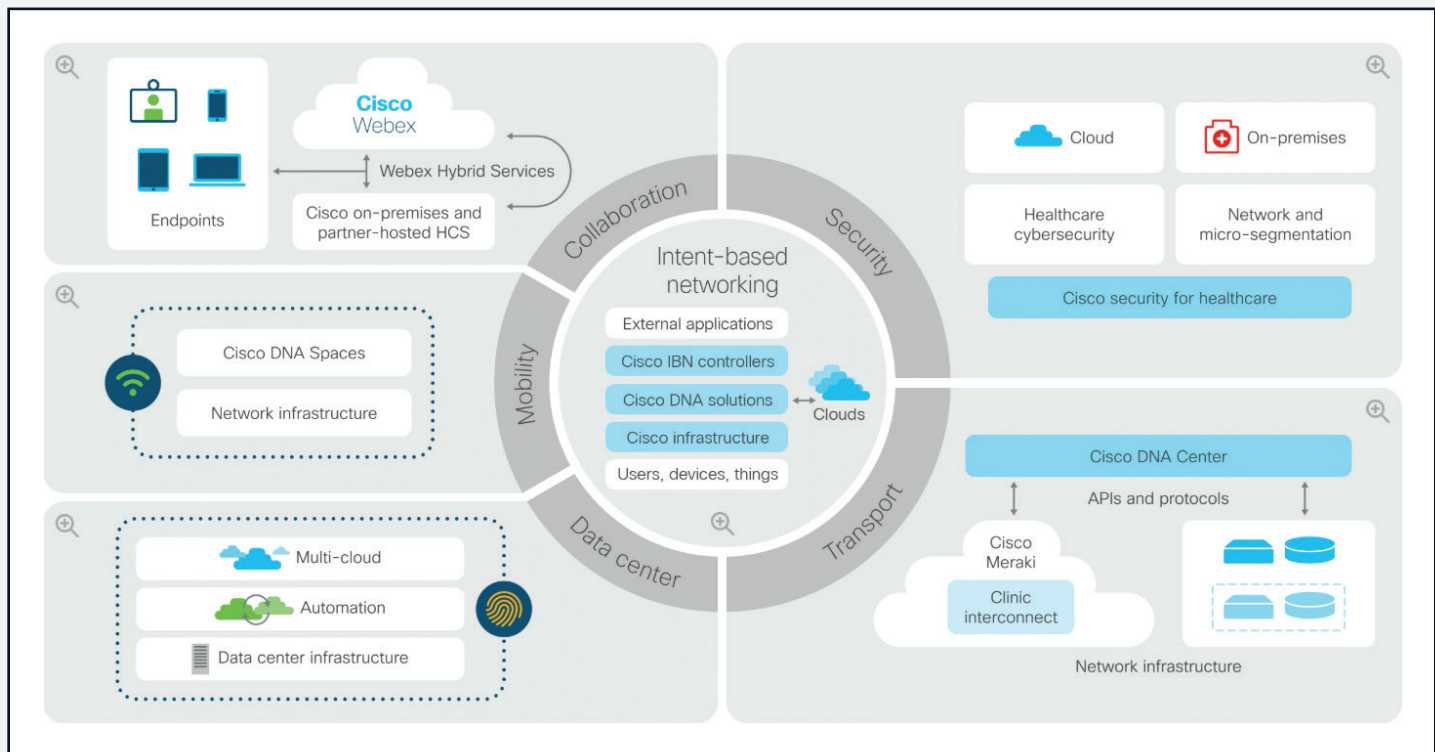 Cisco
Webex
Webex Hybrid Services
Endpoints
Cisco on-premises and
partner-hosted HCS
Collaboration
Cisco DNA Spaces
Network infrastructure
Mobility
Multi-cloud
Automation
Data center infrastructure
Data center
Intent-based
networking
External applications
Cisco IBN controllers
Cisco DNA solutions
Cisco infrastructure
Users, devices, things
Clouds
Security
Cloud
On-premises
Healthcare
cybersecurity
Network and
micro-segmentation
Cisco security for healthcare
Transport
Cisco DNA Center
APIs and protocols
Cisco
Meraki
Clinic
interconnect
Network infrastructure